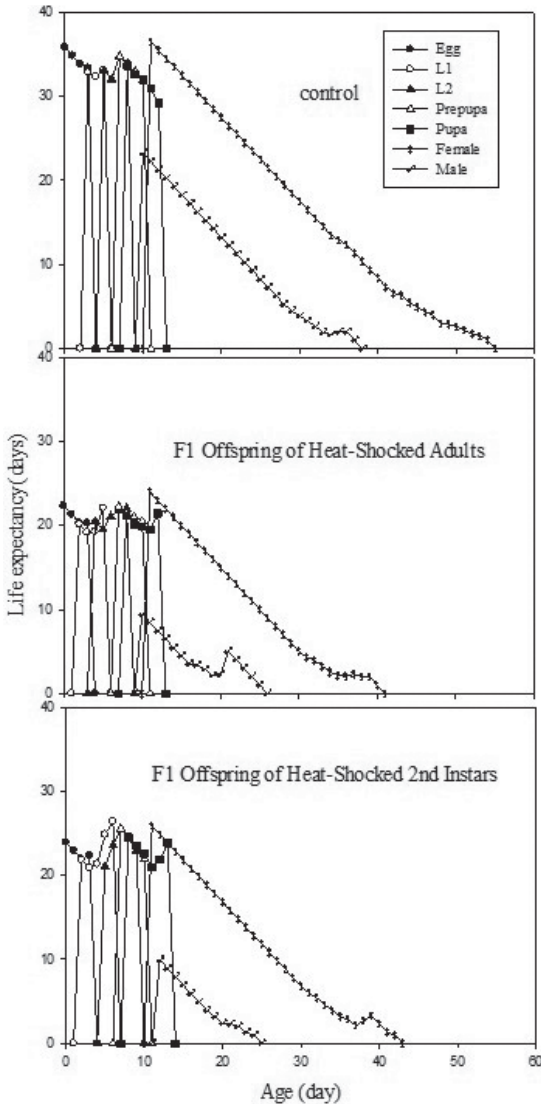 40
30
20
10
0
control
Egg
L1
L2
Prepupa
Pupa
Female
Male
40
30
20
10
0
F1 Offspring of Heat-Shocked Adults
Life expectancy (days)
40
30
20
10
0
F1 Offspring of Heat-Shocked 2nd Instars
0 10 20 30 40 50 60
Age (day)